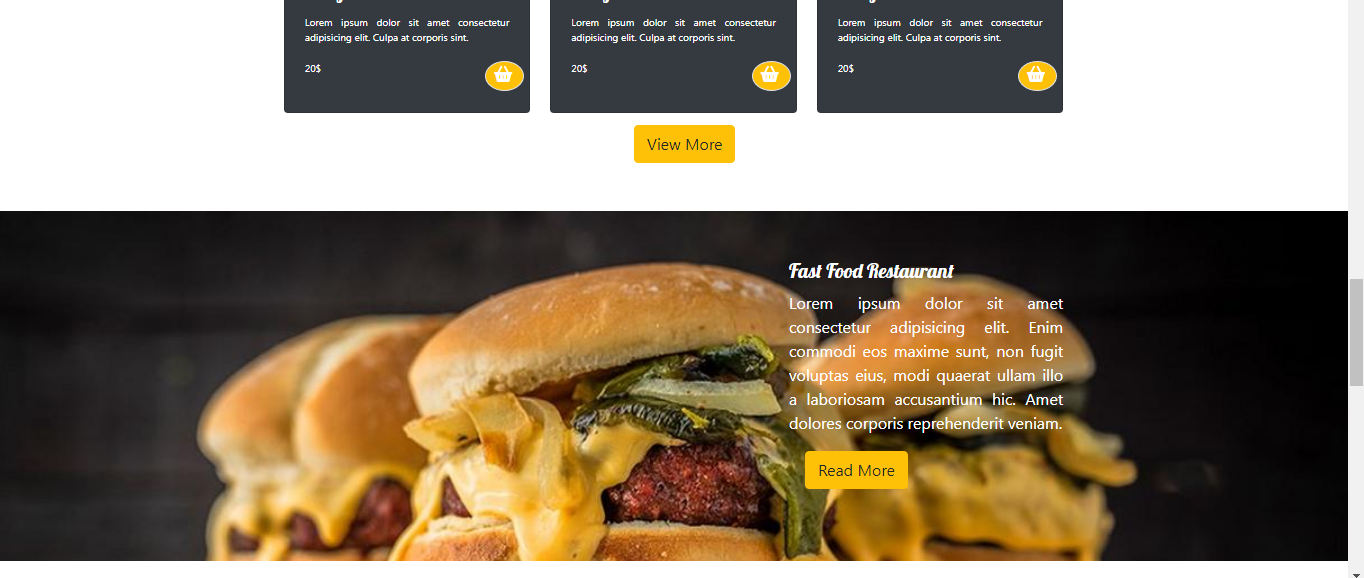 Lorem ipsum dolor sit amet consectetur
adipisicing elit. Culpa at corporis sint.
20$
Lorem ipsum dolor sit amet consectetur
adipisicing elit. Culpa at corporis sint.
20$
Lorem ipsum dolor sit amet consectetur
adipisicing elit. Culpa at corporis sint.
20$
View More
Fast Food Restaurant
Lorem ipsum dolor sit amet
consectetur adipisicing elit. Enim
commodi eos maxime sunt, non fugit
voluptas eius, modi quaerat ullam illo
a laboriosam accusantium hic. Amet
dolores corporis reprehenderit veniam.
Read More